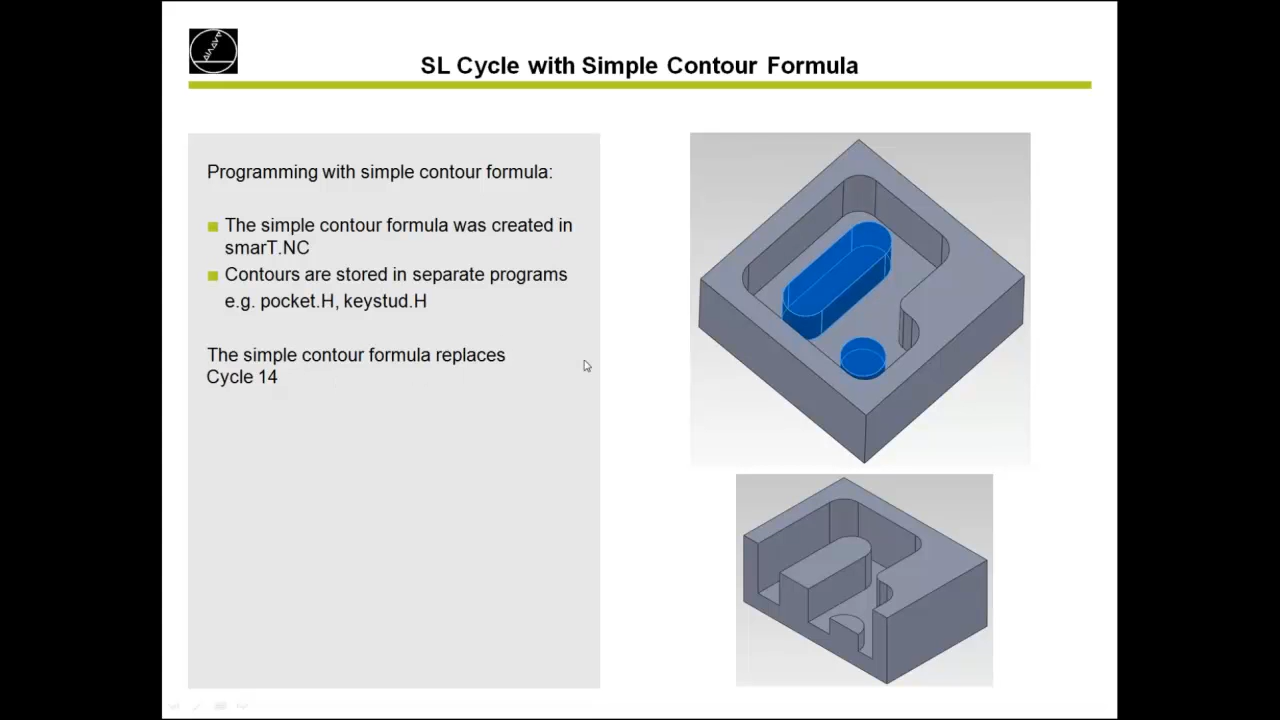 SL Cycle with Simple Contour Formula
Programming with simple contour formula:
The simple contour formula was created in
smarT.NC
Contours are stored in separate programs
e.g. pocket.H, keystud.H
The simple contour formula replaces
Cycle 14